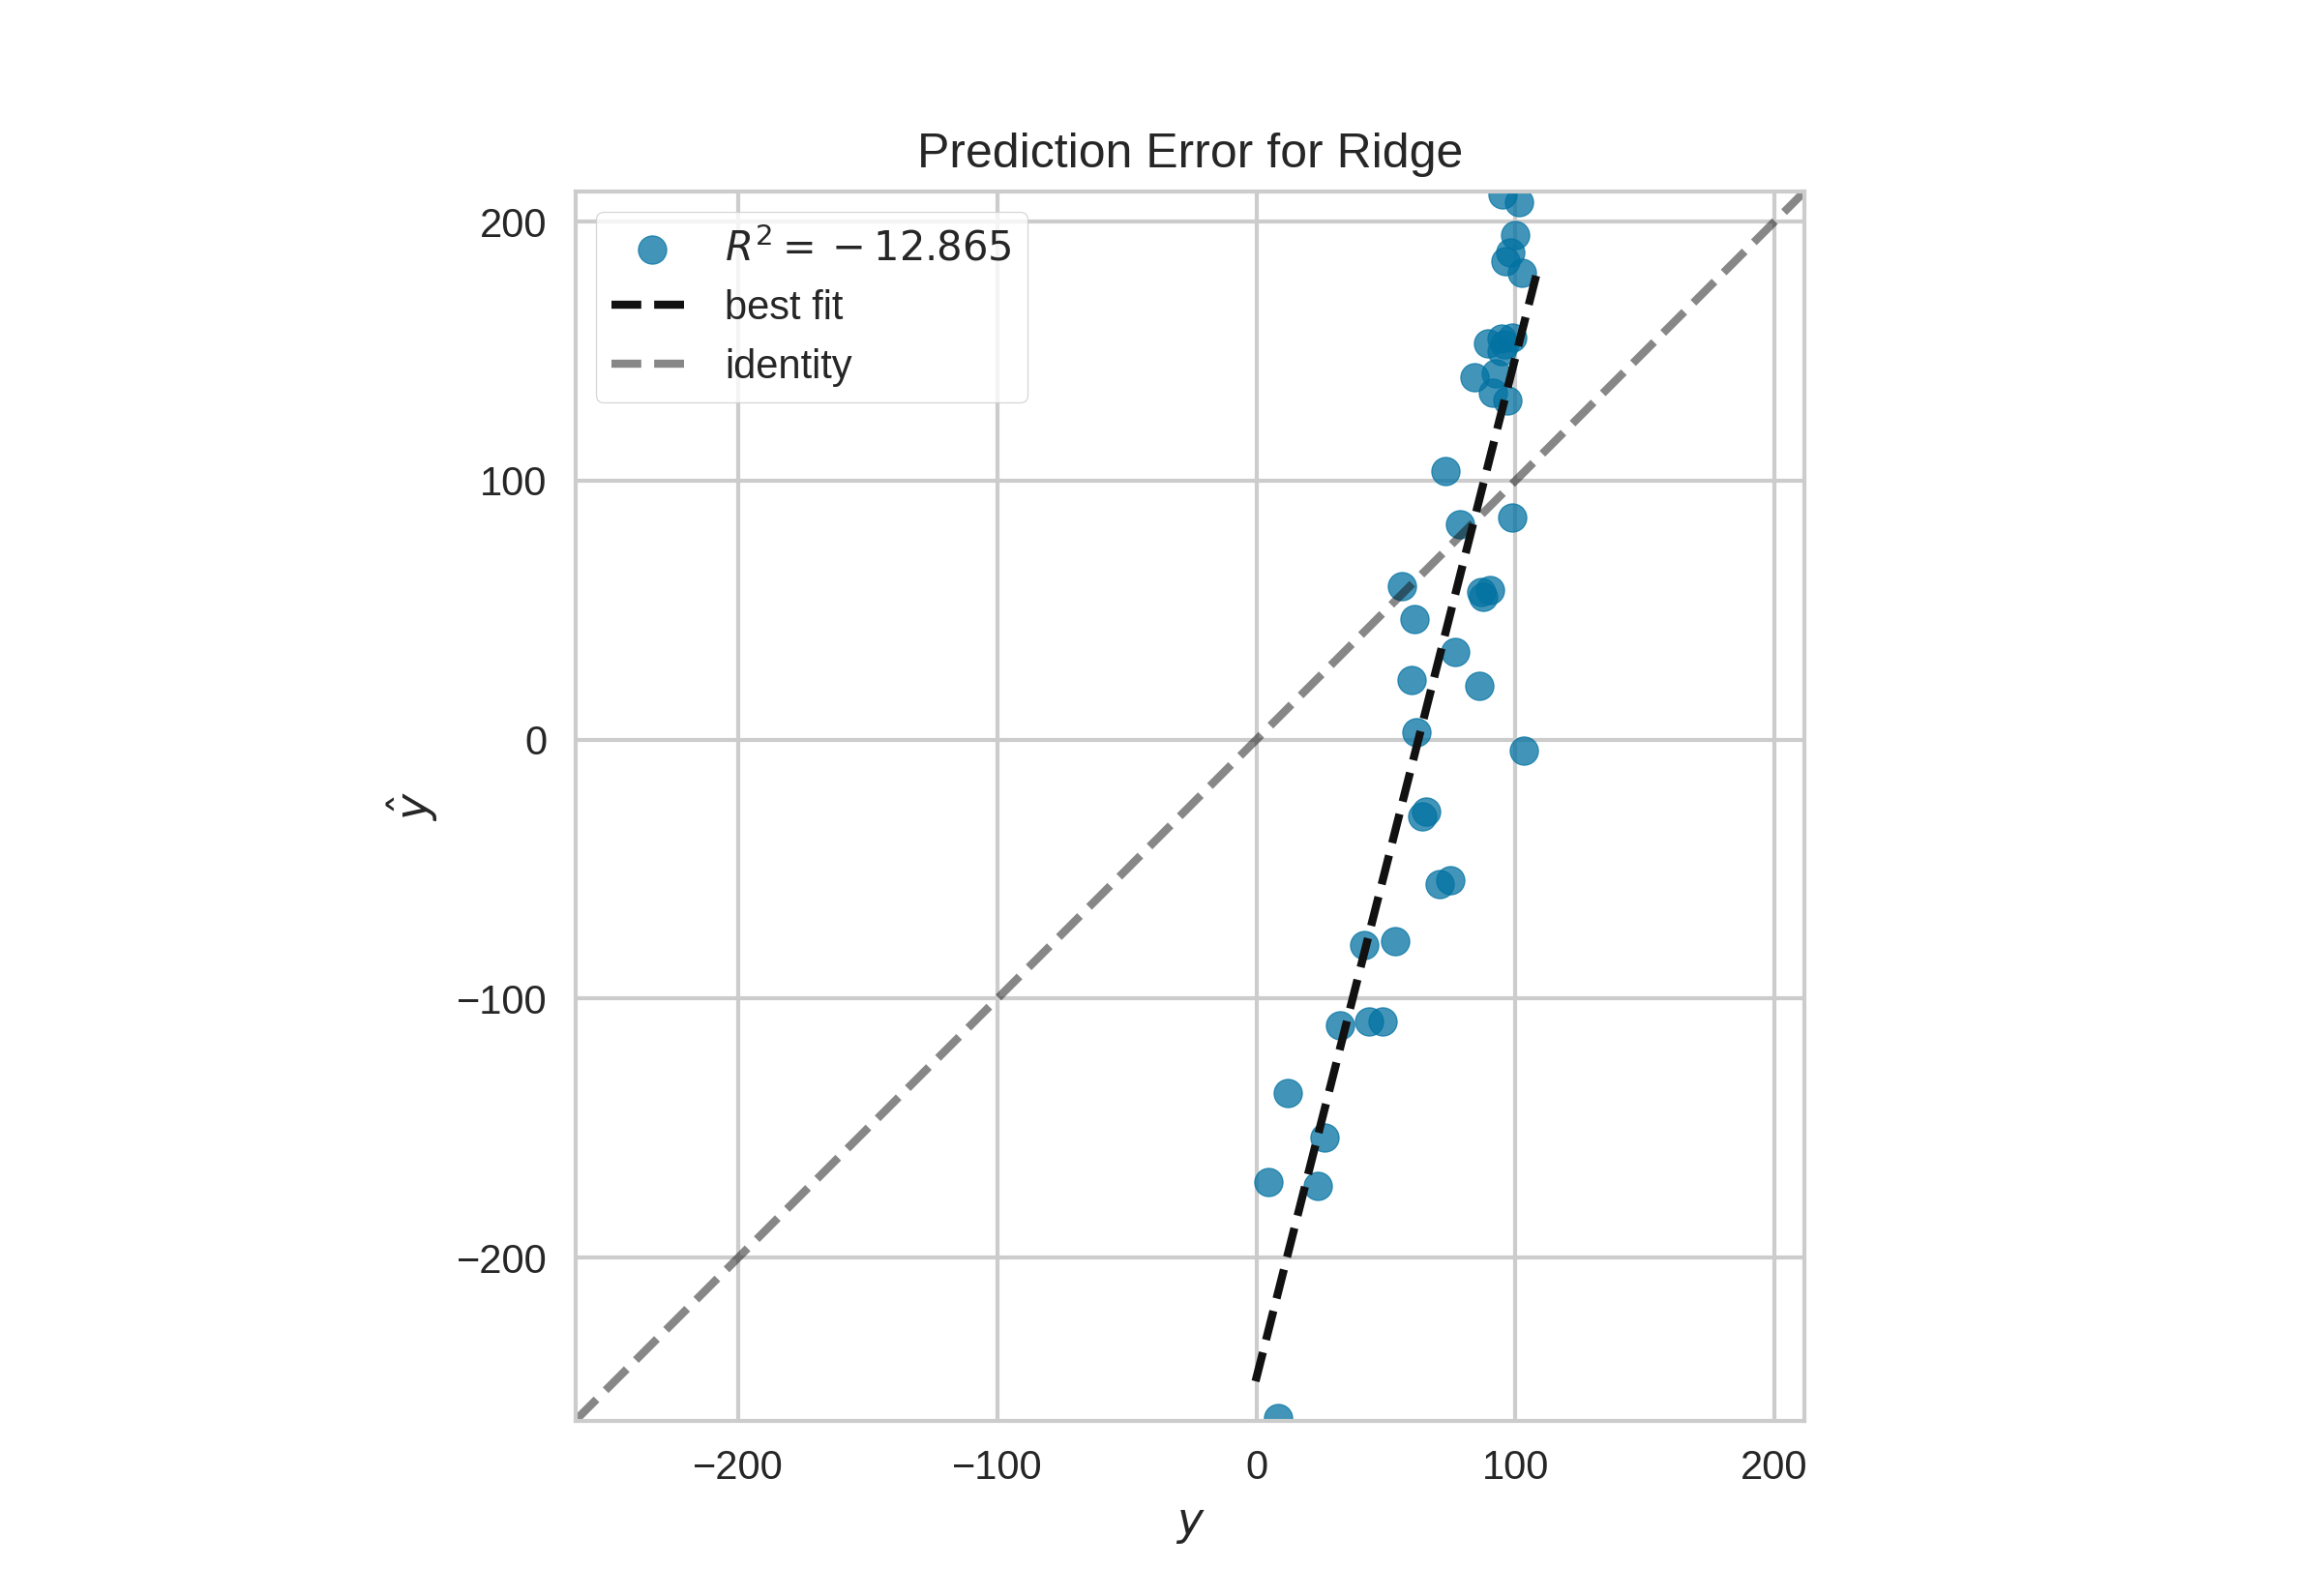 Prediction Error for Ridge
R² = −12.865
best fit
identity
200
100
0
−100
−200
ŷ
−200 −100 0 100 200
y